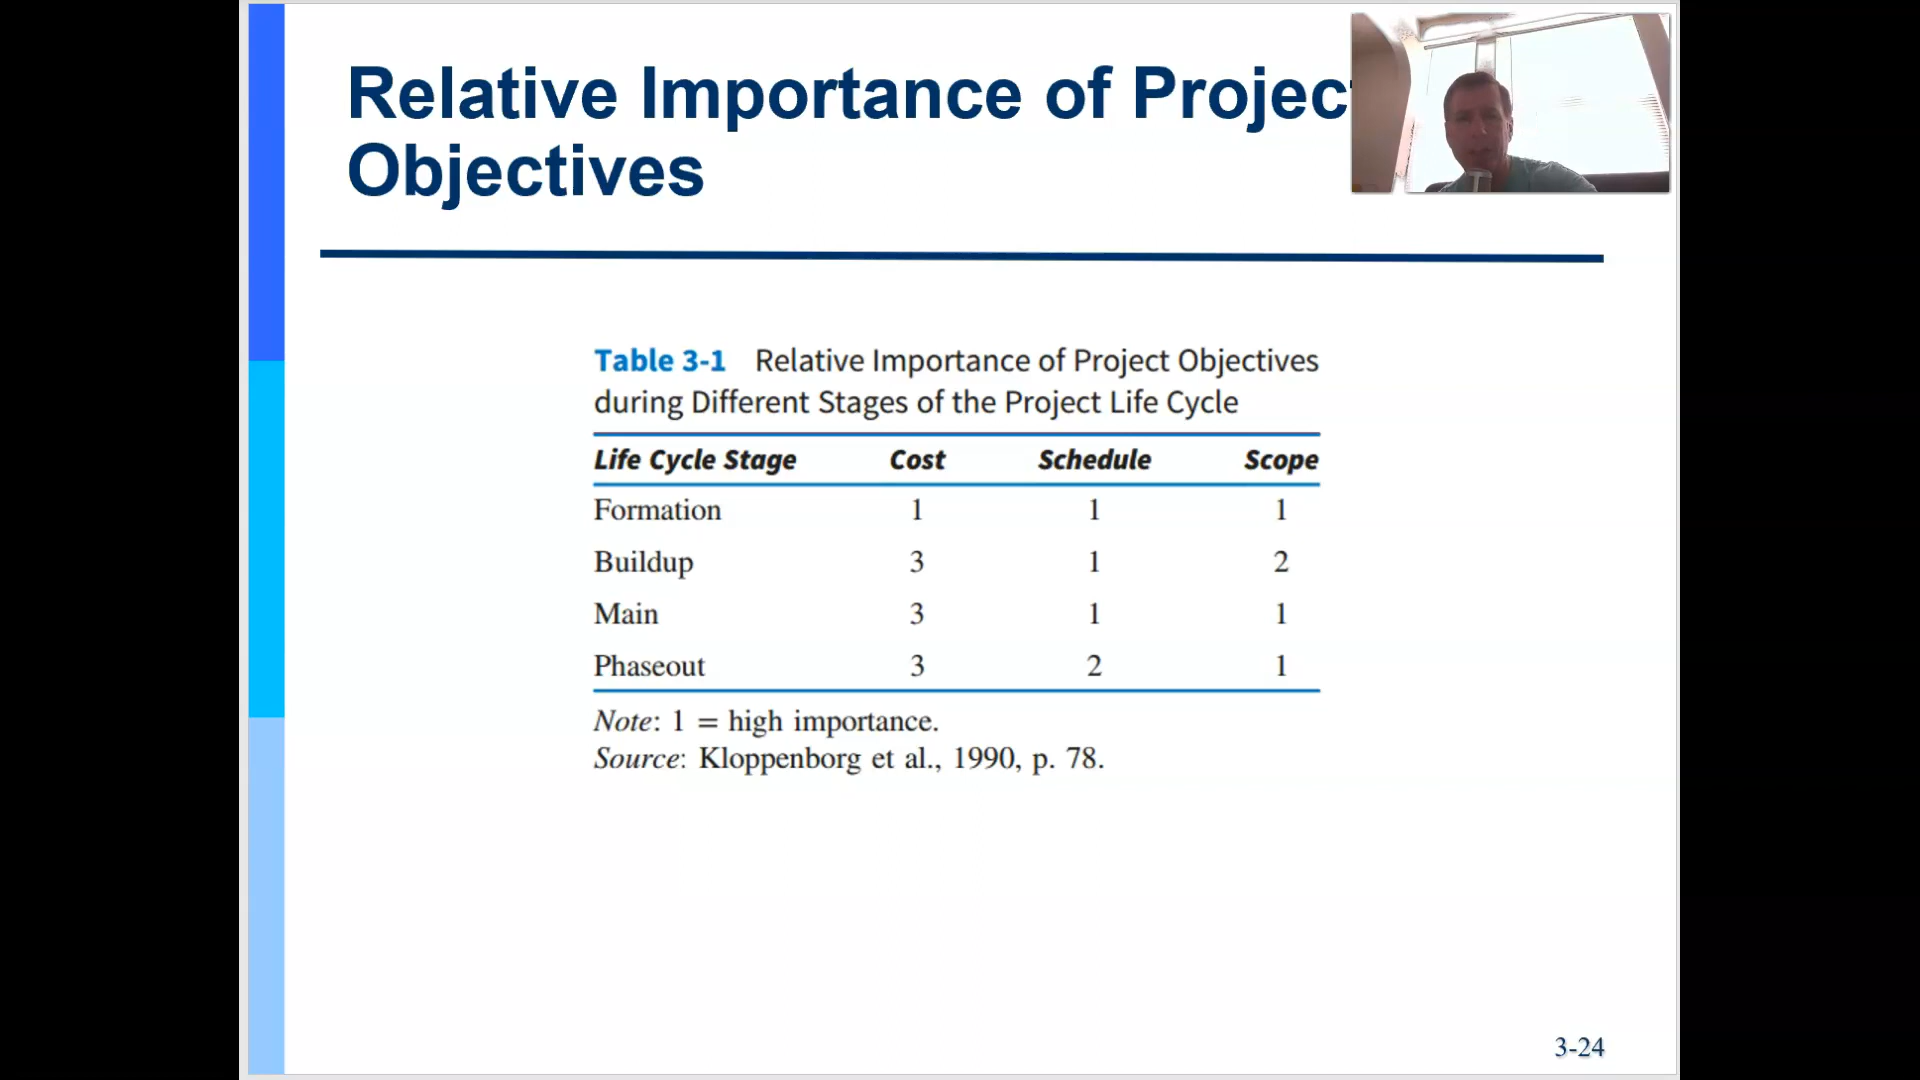 Relative Importance of Projec
Objectives
Table 3-1 Relative Importance of Project Objectives
during Different Stages of the Project Life Cycle
Life Cycle Stage Cost Schedule Scope
Formation 1 1 1
Buildup 3 1 2
Main 3 1 1
Phaseout 3 2 1
Note: 1 = high importance.
Source: Kloppenborg et al., 1990, p. 78.
3-24